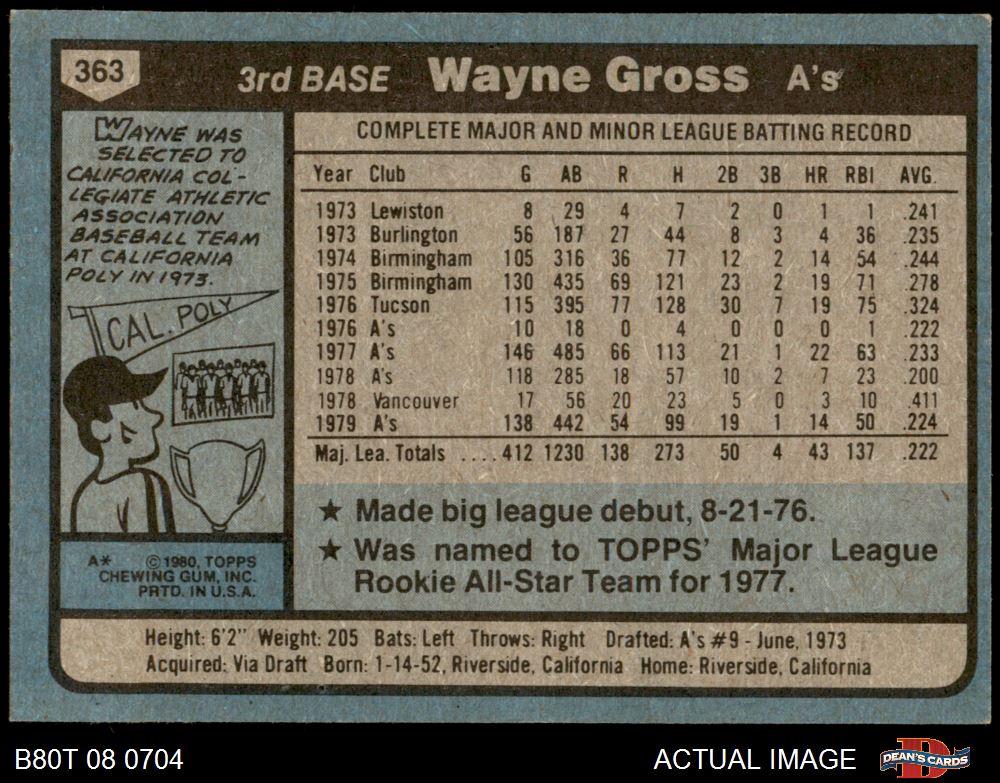 363
3rd BASE Wayne Gross A's
WAYNE WAS
SELECTED TO
CALIFORNIA COL-
LEGIATE ATHLETIC
ASSOCIATION
BASEBALL TEAM
AT CALIFORNIA
POLY IN 1973.
CAL. POLY
A* ©1980, TOPPS
CHEWING GUM, INC.
PRTD. IN U.S.A.
COMPLETE MAJOR AND MINOR LEAGUE BATTING RECORD
Year Club G AB R H 2B 3B HR RBI AVG.
1973 Lewiston 8 29 4 7 2 0 1 1 .241
1973 Burlington 56 187 27 44 8 3 4 36 .235
1974 Birmingham 105 316 36 77 12 2 14 54 .244
1975 Birmingham 130 435 69 121 23 2 19 71 .278
1976 Tucson 115 395 77 128 30 7 19 75 .324
1976 A's 10 18 0 4 0 0 0 1 .222
1977 A's 146 485 66 113 21 1 22 63 .233
1978 A's 118 285 18 57 10 2 7 23 .200
1978 Vancouver 17 56 20 23 5 0 3 10 .411
1979 A's 138 442 54 99 19 1 14 50 .224
Maj. Lea. Totals ....412 1230 138 273 50 4 43 137 .222
★ Made big league debut, 8-21-76.
★ Was named to TOPPS' Major League
Rookie All-Star Team for 1977.
Height: 6'2" Weight: 205 Bats: Left Throws: Right Drafted: A's #9 - June, 1973
Acquired: Via Draft Born: 1-14-52, Riverside, California Home: Riverside, California
B80T 08 0704
ACTUAL IMAGE
DEAN'S CARDS